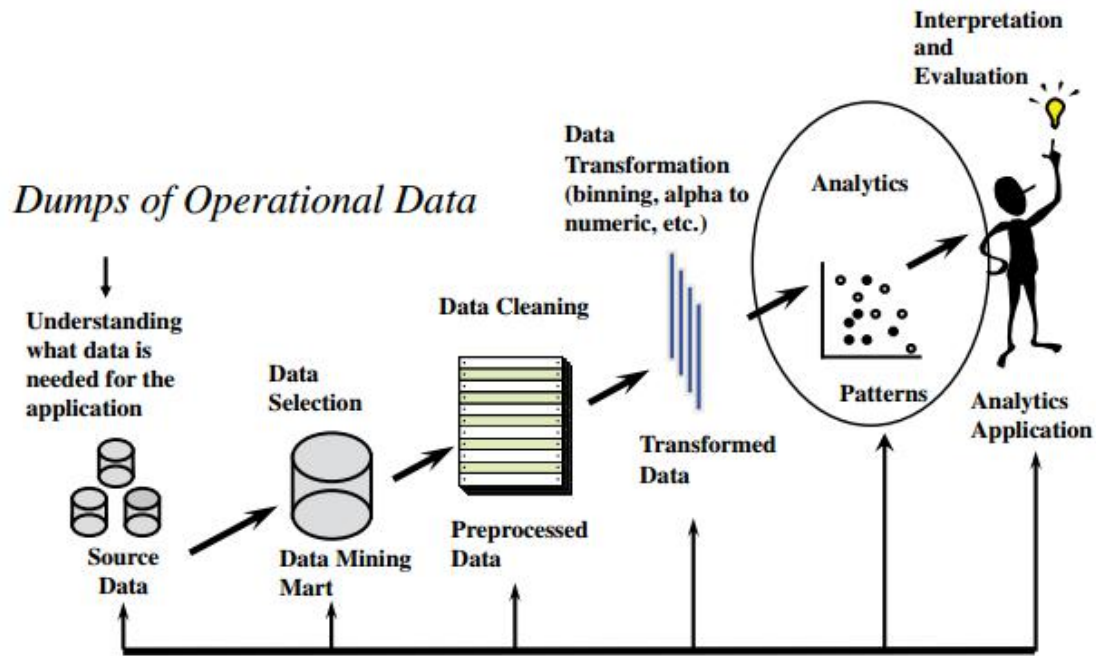 Dumps of Operational Data
Understanding
what data is
needed for the
application
Source
Data
Data
Selection
Data Mining
Mart
Data Cleaning
Preprocessed
Data
Data
Transformation
(binning, alpha to
numeric, etc.)
Transformed
Data
Analytics
Patterns
Interpretation
and
Evaluation
Analytics
Application